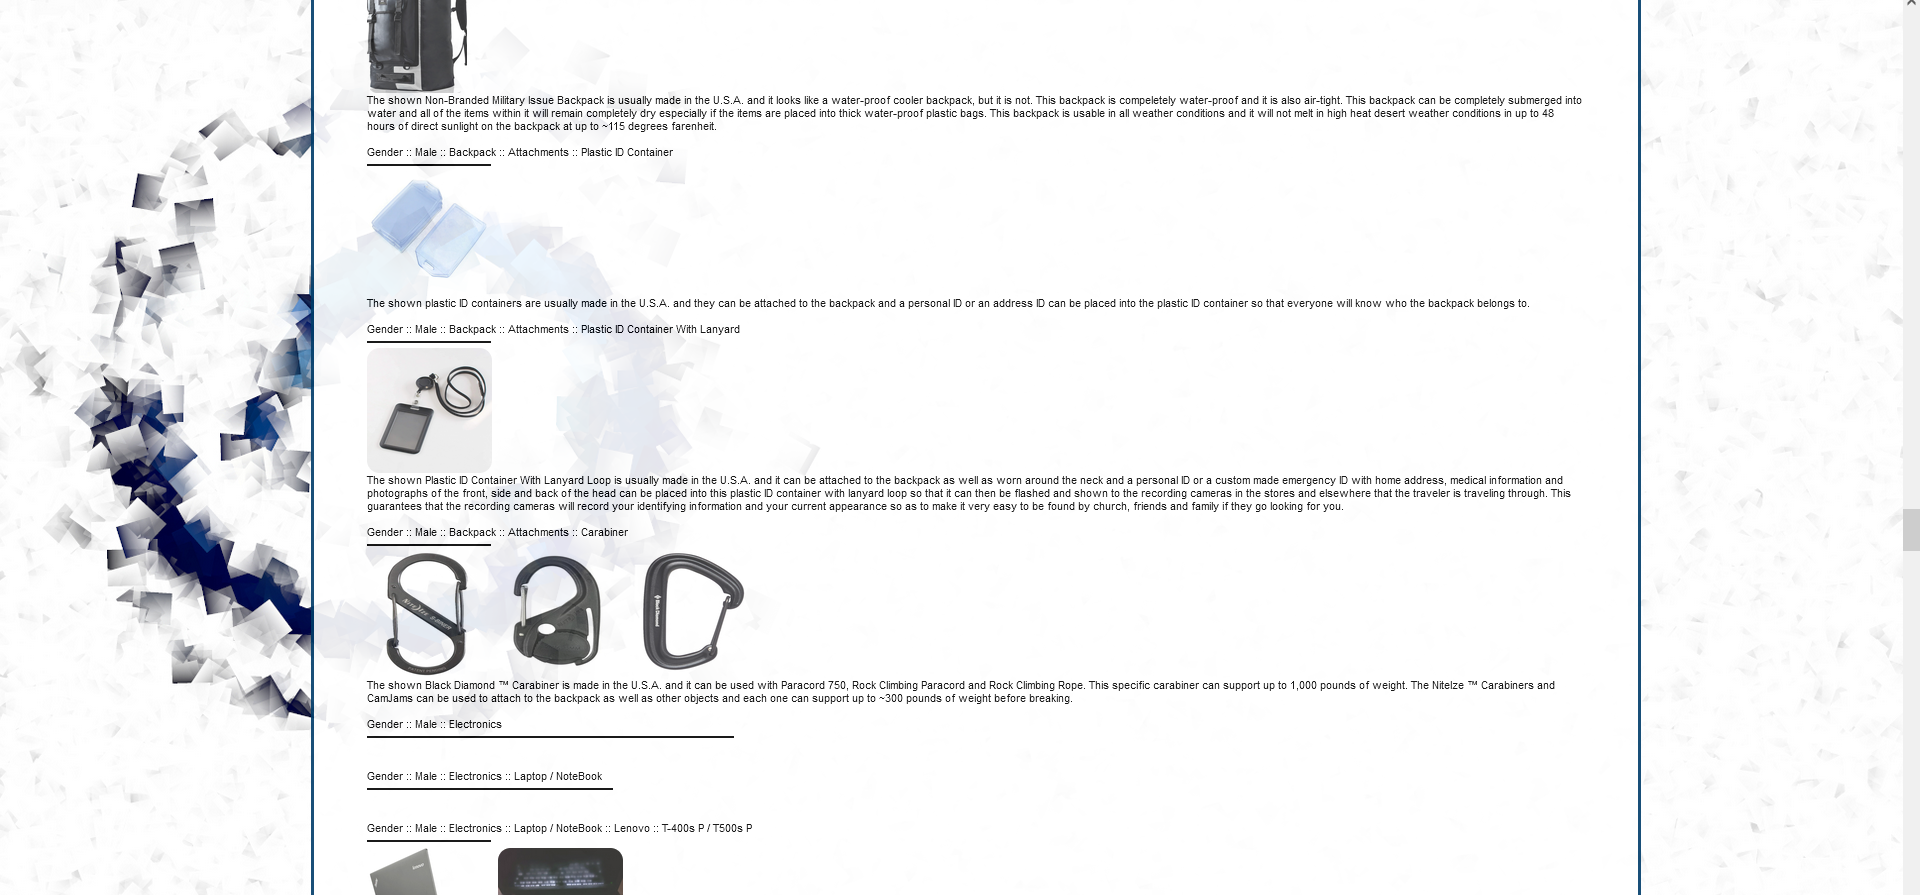 The shown Non-Branded Military Issue Backpack is usually made in the U.S.A. and it looks like a water-proof cooler backpack, but it is not. This backpack is compeletely water-proof and it is also air-tight. This backpack can be completely submerged into
water and all of the items within it will remain completely dry especially if the items are placed into thick water-proof plastic bags. This backpack is usable in all weather conditions and it will not melt in high heat desert weather conditions in up to 48
hours of direct sunlight on the backpack at up to ~115 degrees farenheit.
Gender :: Male :: Backpack :: Attachments :: Plastic ID Container
The shown plastic ID containers are usually made in the U.S.A. and they can be attached to the backpack and a personal ID or an address ID can be placed into the plastic ID container so that everyone will know who the backpack belongs to.
Gender :: Male :: Backpack :: Attachments :: Plastic ID Container With Lanyard
The shown Plastic ID Container With Lanyard Loop is usually made in the U.S.A. and it can be attached to the backpack as well as worn around the neck and a personal ID or a custom made emergency ID with home address, medical information and
photographs of the front, side and back of the head can be placed into this plastic ID container with lanyard loop so that it can then be flashed and shown to the recording cameras in the stores and elsewhere that the traveler is traveling through. This
guarantees that the recording cameras will record your identifying information and your current appearance so as to make it very easy to be found by church, friends and family if they go looking for you.
Gender :: Male :: Backpack :: Attachments :: Carabiner
Black Diamond
The shown Black Diamond ™ Carabiner is made in the U.S.A. and it can be used with Paracord 750, Rock Climbing Paracord and Rock Climbing Rope. This specific carabiner can support up to 1,000 pounds of weight. The NiteIze ™ Carabiners and
CamJams can be used to attach to the backpack as well as other objects and each one can support up to ~300 pounds of weight before breaking.
Gender :: Male :: Electronics
Gender :: Male :: Electronics :: Laptop / NoteBook
Gender :: Male :: Electronics :: Laptop / NoteBook :: Lenovo :: T-400s P / T500s P